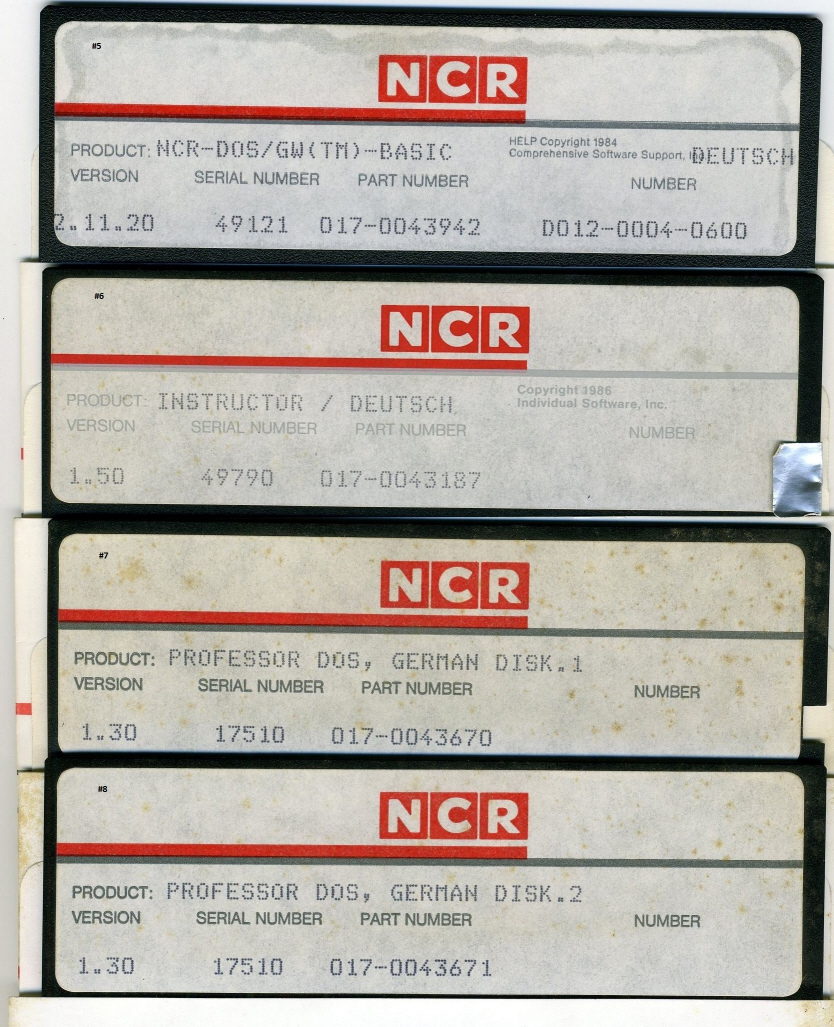 #5
NCR
PRODUCT: NCR-DOS/GW(TM)-BASIC
HELP Copyright 1984
Comprehensive Software Support, DEUTSCH
VERSION SERIAL NUMBER PART NUMBER NUMBER
2.11.20 49121 017-0043942 D012-0004-0600
#6
NCR
PRODUCT: INSTRUCTOR / DEUTSCH
Copyright 1986
Individual Software, Inc.
VERSION SERIAL NUMBER PART NUMBER NUMBER
1.50 49790 017-0043187
#7
NCR
PRODUCT: PROFESSOR DOS, GERMAN DISK.1
VERSION SERIAL NUMBER PART NUMBER NUMBER
1.30 17510 017-0043670
#8
NCR
PRODUCT: PROFESSOR DOS, GERMAN DISK.2
VERSION SERIAL NUMBER PART NUMBER NUMBER
1.30 17510 017-0043671